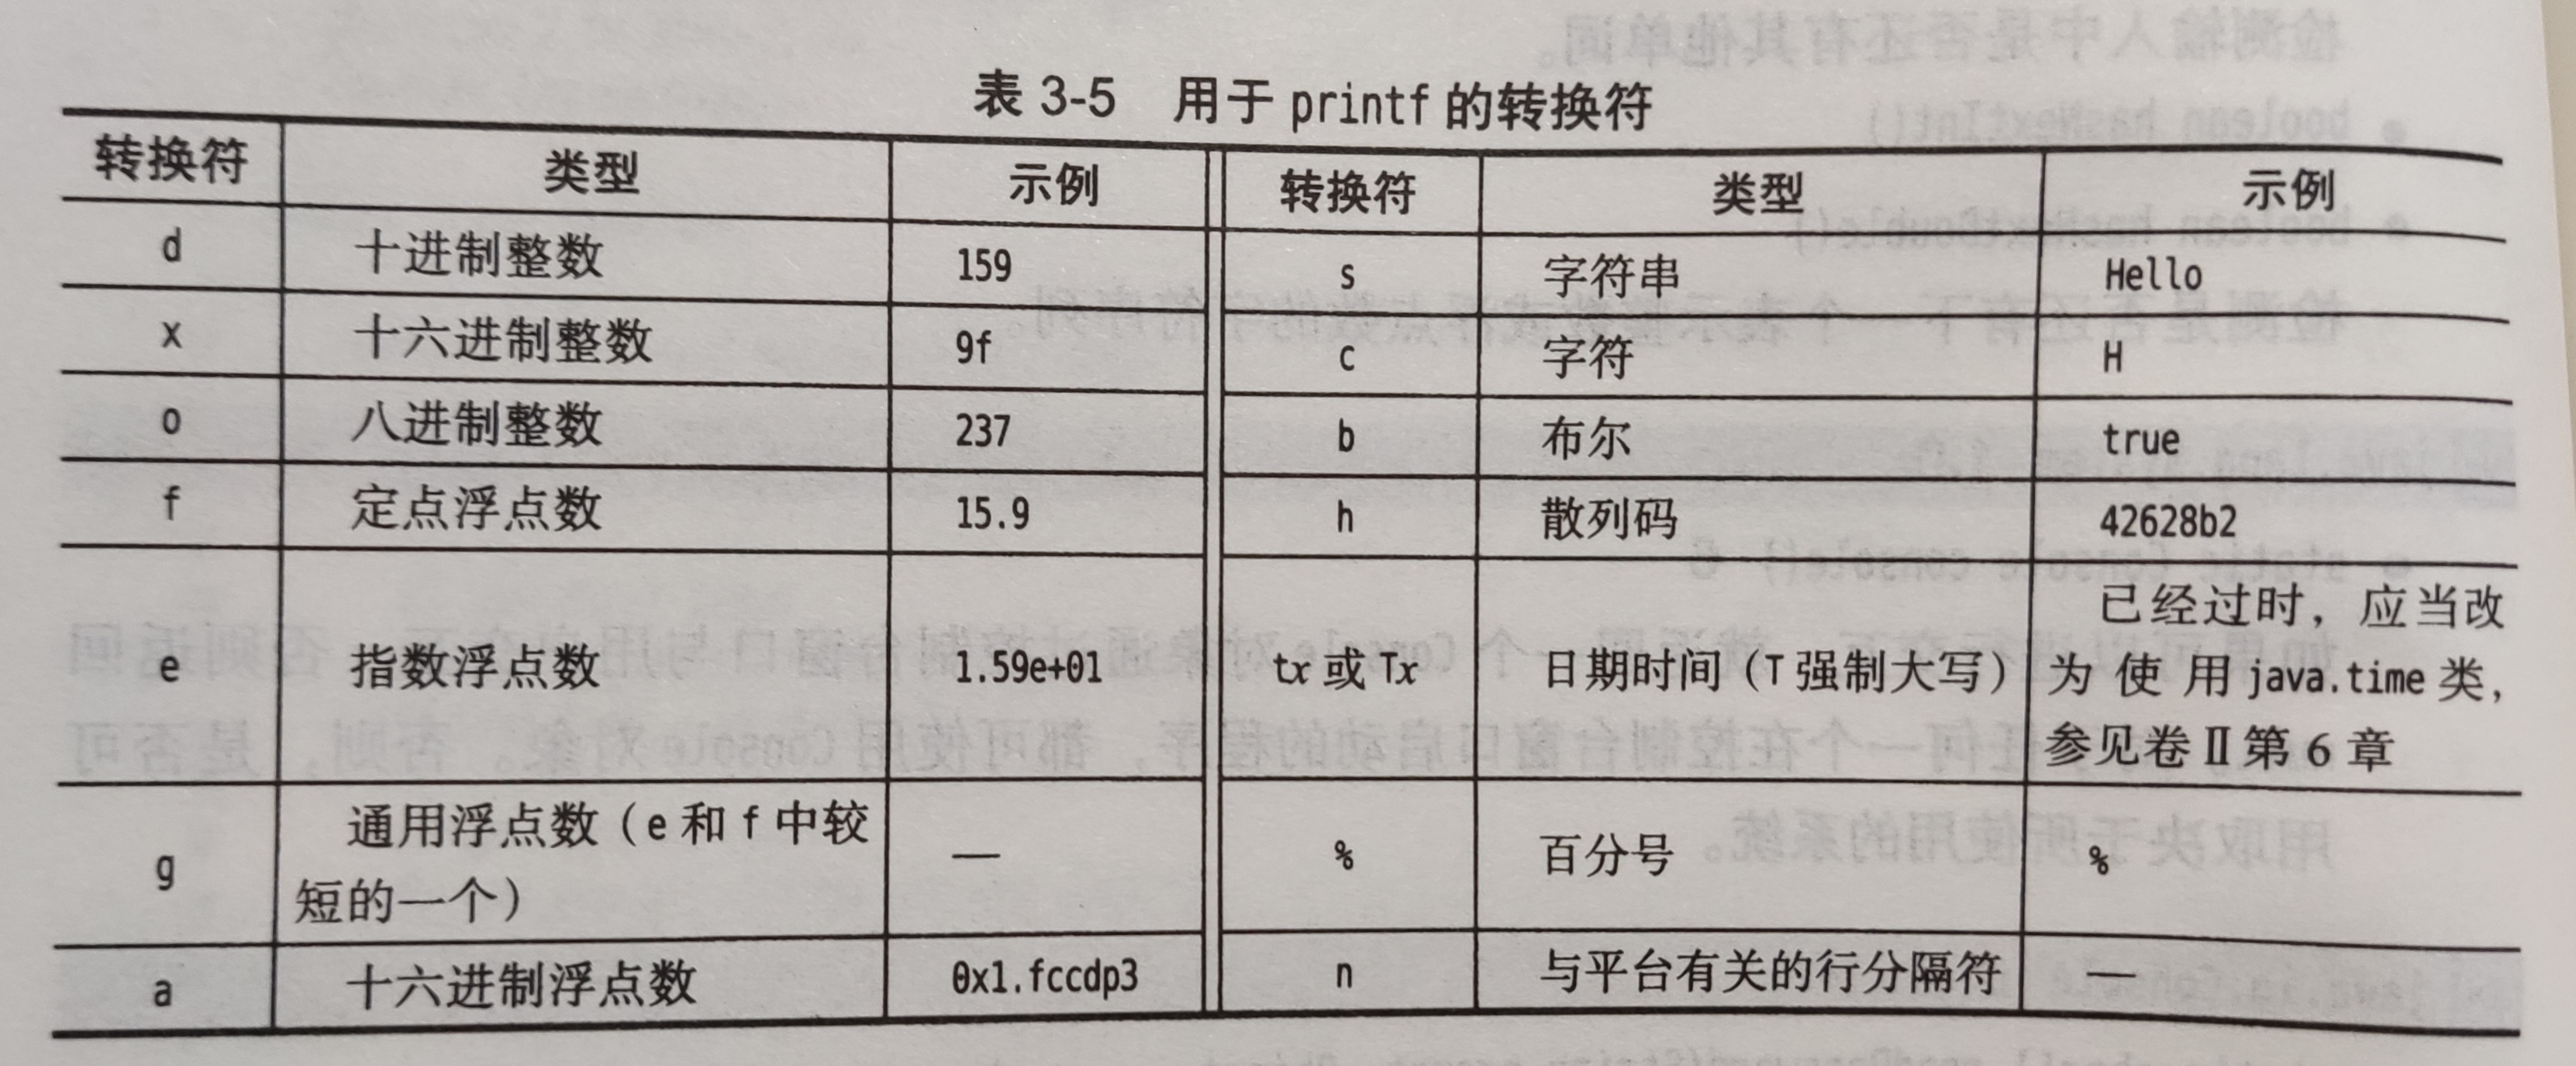 表 3-5 用于 printf 的转换符
转换符 类型 示例 转换符 类型 示例
d 十进制整数 159 s 字符串 Hello
x 十六进制整数 9f c 字符 H
o 八进制整数 237 b 布尔 true
f 定点浮点数 15.9 h 散列码 42628b2
e 指数浮点数 1.59e+01 tx 或 Tx 日期时间（T 强制大写） 已经过时，应当改
为使用 java.time 类，
参见卷 Ⅱ 第 6 章
g 通用浮点数（e 和 f 中较
短的一个） — % 百分号 %
a 十六进制浮点数 0x1.fccdp3 n 与平台有关的行分隔符 —